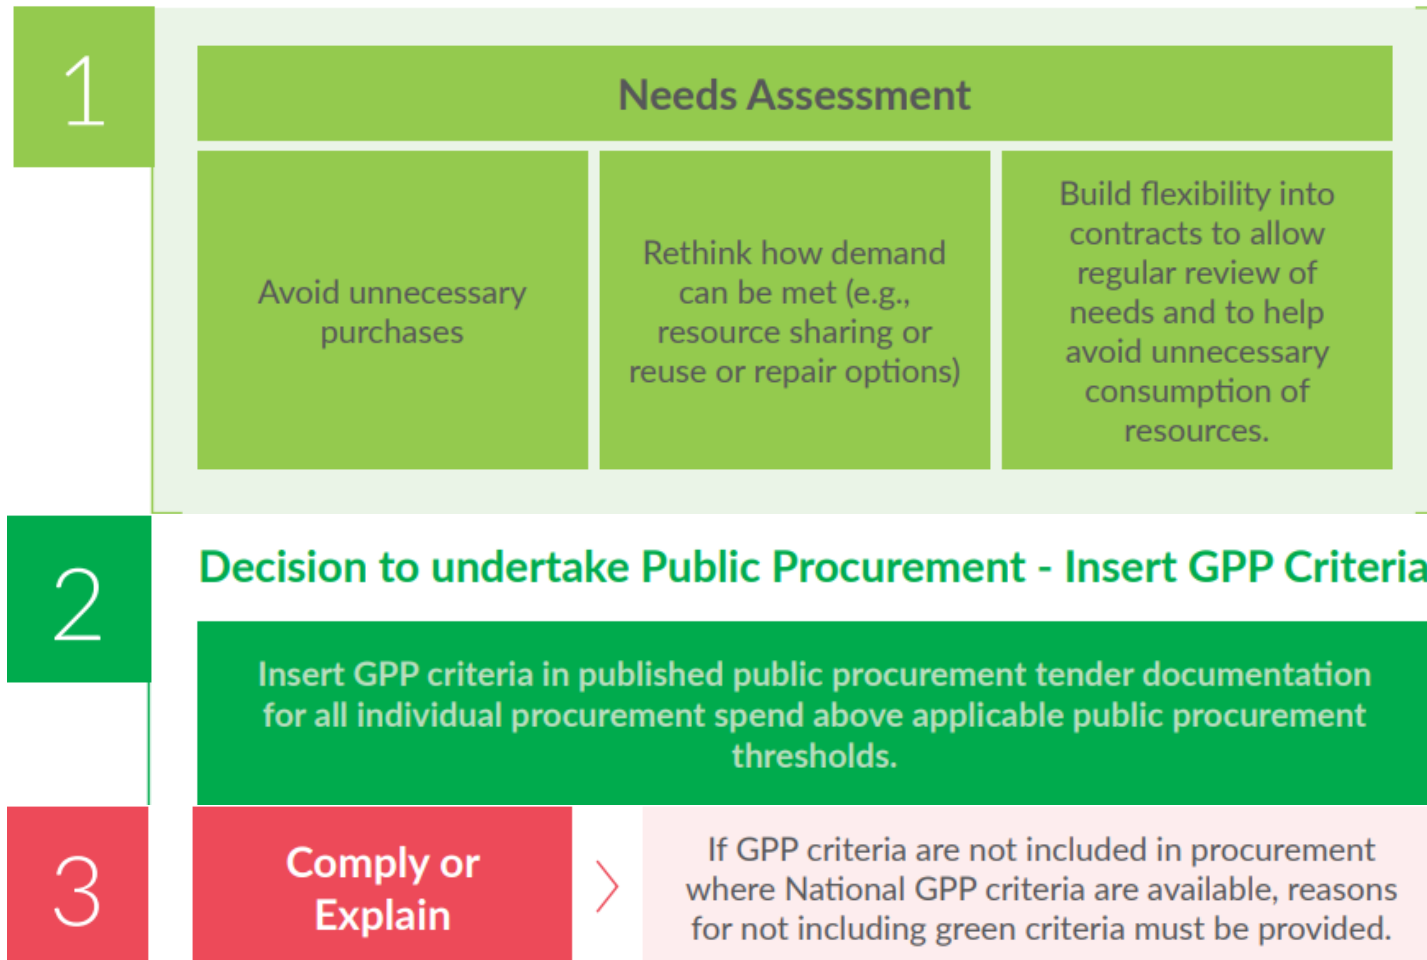 1
Needs Assessment
Avoid unnecessary
purchases
Rethink how demand
can be met (e.g.,
resource sharing or
reuse or repair options)
Build flexibility into
contracts to allow
regular review of
needs and to help
avoid unnecessary
consumption of
resources.
2
Decision to undertake Public Procurement - Insert GPP Criteria
Insert GPP criteria in published public procurement tender documentation
for all individual procurement spend above applicable public procurement
thresholds.
3
Comply or
Explain
If GPP criteria are not included in procurement
where National GPP criteria are available, reasons
for not including green criteria must be provided.